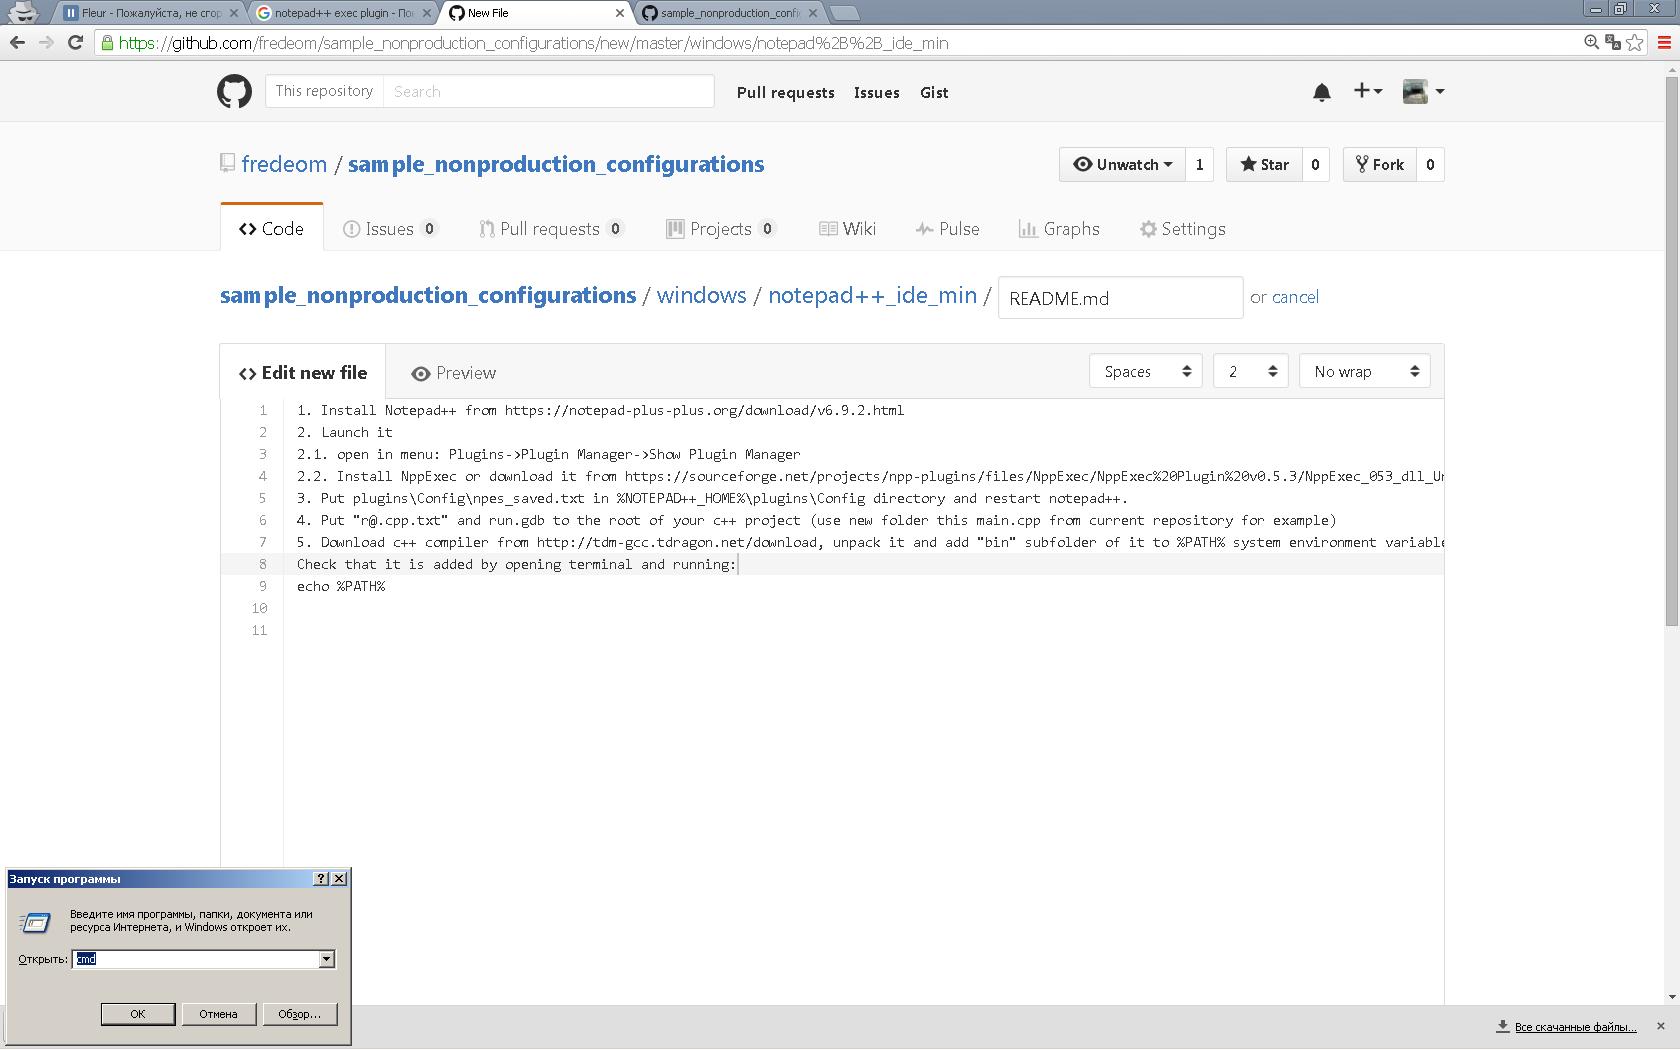 Fleur - Пожалуйста, не сгор
notepad++ exec plugin - По
New File
sample_nonproduction_confi
https://github.com/fredeom/sample_nonproduction_configurations/new/master/windows/notepad%2B%2B_ide_min
This repository Search Pull requests Issues Gist
fredeom / sample_nonproduction_configurations
Unwatch 1 Star 0 Fork 0
Code Issues 0 Pull requests 0 Projects 0 Wiki Pulse Graphs Settings
sample_nonproduction_configurations / windows / notepad++_ide_min / README.md or cancel
Edit new file Preview Spaces 2 No wrap
1 1. Install Notepad++ from https://notepad-plus-plus.org/download/v6.9.2.html
2 2. Launch it
3 2.1. open in menu: Plugins->Plugin Manager->Show Plugin Manager
4 2.2. Install NppExec or download it from https://sourceforge.net/projects/npp-plugins/files/NppExec/NppExec%20Plugin%20v0.5.3/NppExec_053_dll_Un
5 3. Put plugins\Config\npes_saved.txt in %NOTEPAD++_HOME%\plugins\Config directory and restart notepad++.
6 4. Put "r@.cpp.txt" and run.gdb to the root of your c++ project (use new folder this main.cpp from current repository for example)
7 5. Download c++ compiler from http://tdm-gcc.tdragon.net/download, unpack it and add "bin" subfolder of it to %PATH% system environment variable
8 Check that it is added by opening terminal and running:
9 echo %PATH%
10
11
Запуск программы
Введите имя программы, папки, документа или
ресурса Интернета, и Windows откроет их.
Открыть: cmd
ОК Отмена Обзор...
Все скачанные файлы...